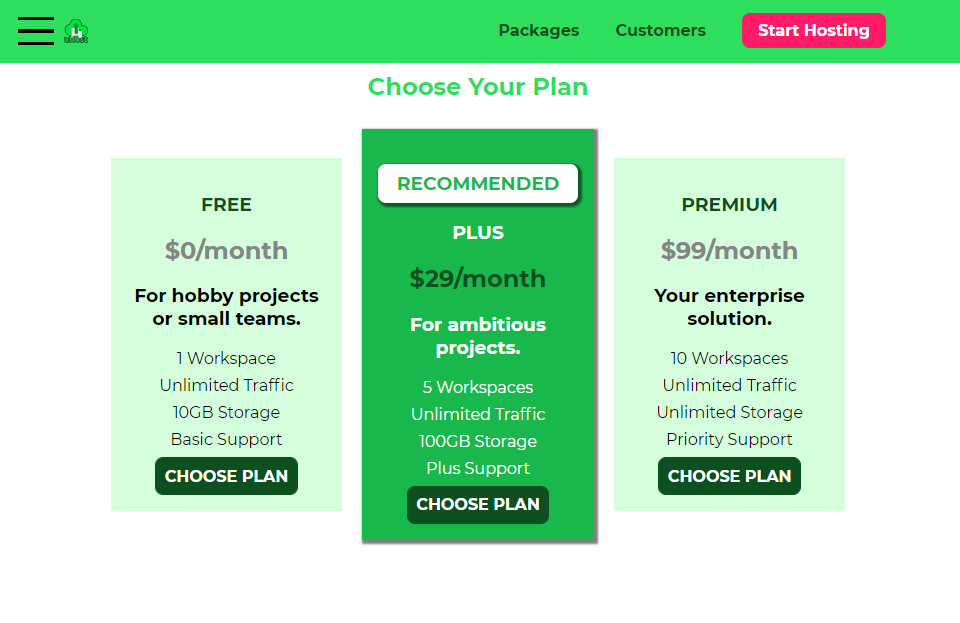 uHost
Packages
Customers
Start Hosting
Choose Your Plan
FREE
$0/month
For hobby projects
or small teams.
1 Workspace
Unlimited Traffic
10GB Storage
Basic Support
CHOOSE PLAN
RECOMMENDED
PLUS
$29/month
For ambitious
projects.
5 Workspaces
Unlimited Traffic
100GB Storage
Plus Support
CHOOSE PLAN
PREMIUM
$99/month
Your enterprise
solution.
10 Workspaces
Unlimited Traffic
Unlimited Storage
Priority Support
CHOOSE PLAN